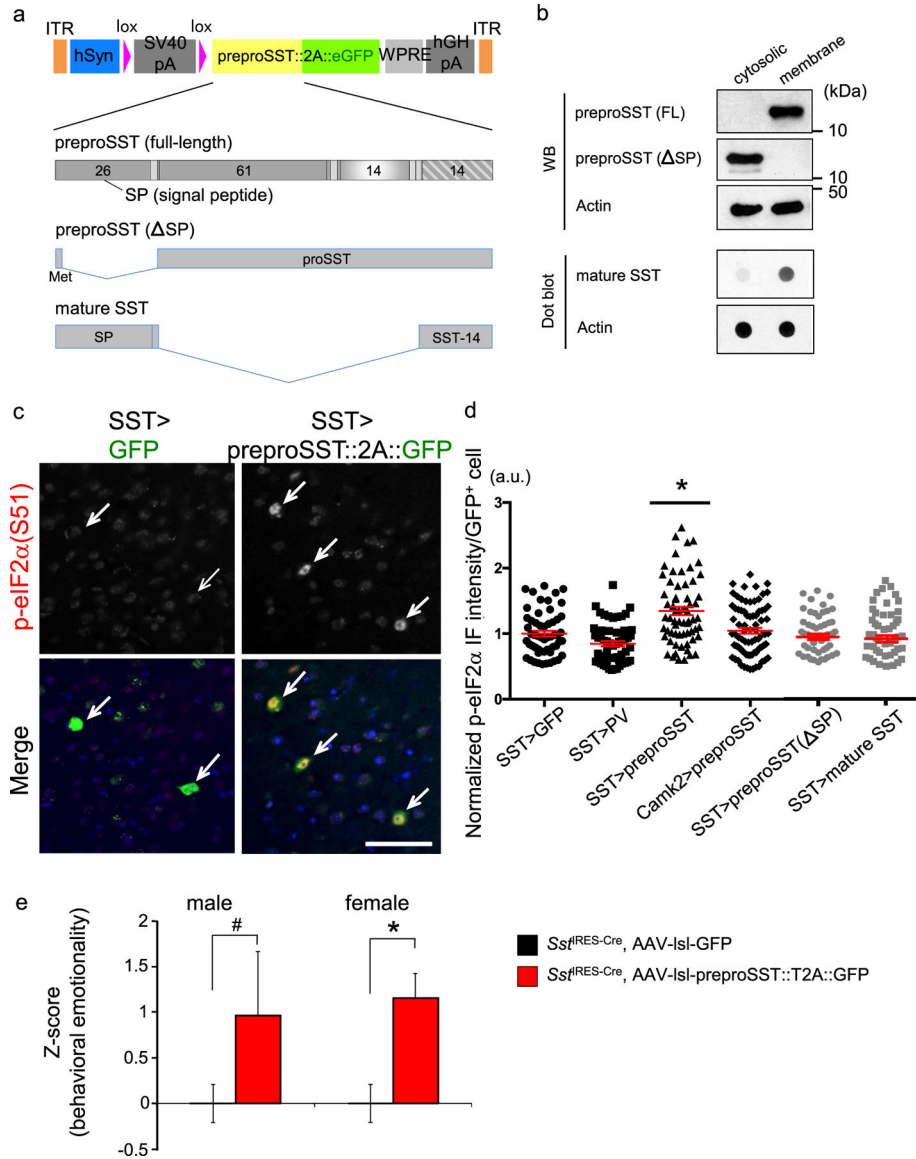 a
ITR
lox
lox
hGH
ITR
hSyn
SV40
pA
preproSST::2A::eGFP
WPRE
pA
preproSST (full-length)
26
61
14
14
SP (signal peptide)
preproSST (ΔSP)
Met
proSST
mature SST
SP
SST-14
b
cytosolic
membrane
(kDa)
WB
preproSST (FL)
10
preproSST (ΔSP)
10
50
Actin
Dot blot
mature SST
Actin
c
SST>
GFP
SST>
preproSST::2A::GFP
p-eIF2α(S51)
Merge
d
(a.u.)
Normalized p-eIF2α IF intensity/GFP⁺ cell
3
2
1
0
*
SST>GFP
SST>PV
SST>preproSST
Camk2>preproSST
SST>preproSST(ΔSP)
SST>mature SST
e
male
female
Z-score
(behavioral emotionality)
2
1.5
1
0.5
0
-0.5
#
*
Sst^IRES-Cre, AAV-lsl-GFP
Sst^IRES-Cre, AAV-lsl-preproSST::T2A::GFP